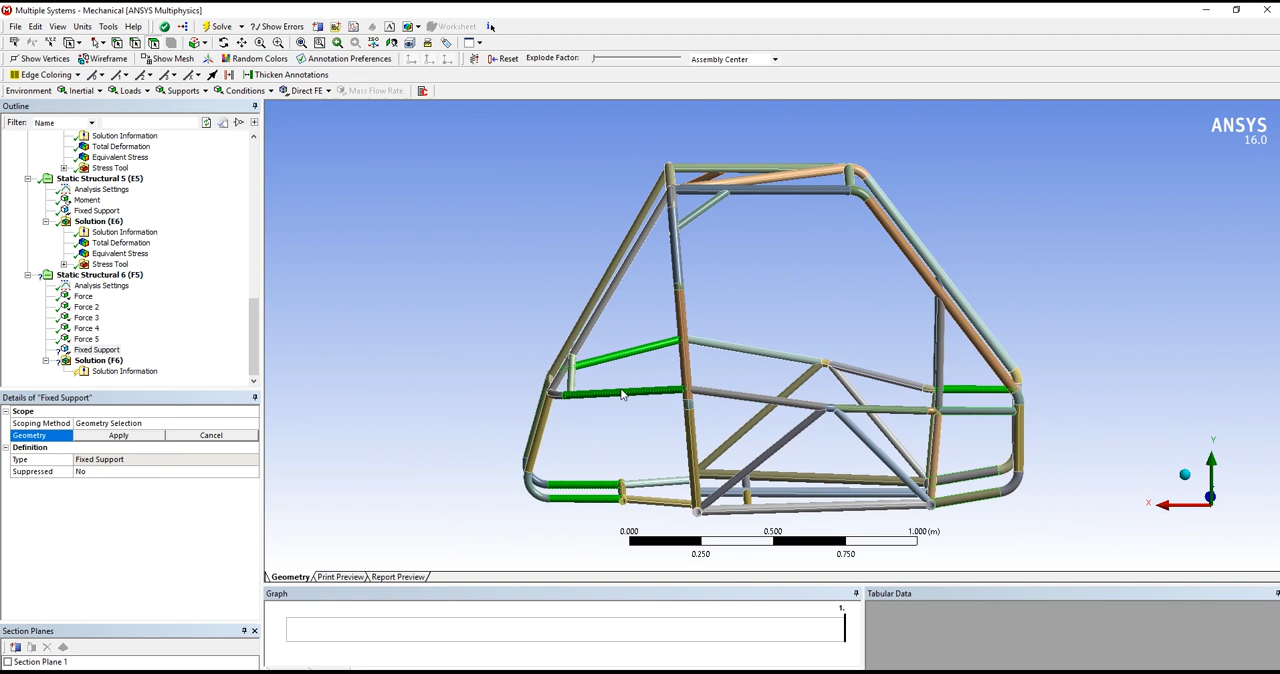 Multiple Systems - Mechanical [ANSYS Multiphysics]
File Edit View Units Tools Help Solve ?/Show Errors Worksheet
Show Vertices Wireframe Show Mesh Random Colors Annotation Preferences Reset Explode Factor: Assembly Center
Edge Coloring Thicken Annotations
Environment Inertial Loads Supports Conditions Direct FE Mass Flow Rate
Outline
Filter: Name
Solution Information
Total Deformation
Equivalent Stress
Stress Tool
Static Structural 5 (E5)
Analysis Settings
Moment
Fixed Support
Solution (E6)
Solution Information
Total Deformation
Equivalent Stress
Stress Tool
Static Structural 6 (F5)
Analysis Settings
Force
Force 2
Force 3
Force 4
Force 5
Fixed Support
Solution (F6)
Solution Information
Details of "Fixed Support"
Scope
Scoping Method Geometry Selection
Geometry Apply Cancel
Definition
Type Fixed Support
Suppressed No
Section Planes
Section Plane 1
ANSYS
16.0
Y
X
0.000 0.500 1.000 (m)
0.250 0.750
Geometry Print Preview Report Preview
Graph
1.
Tabular Data